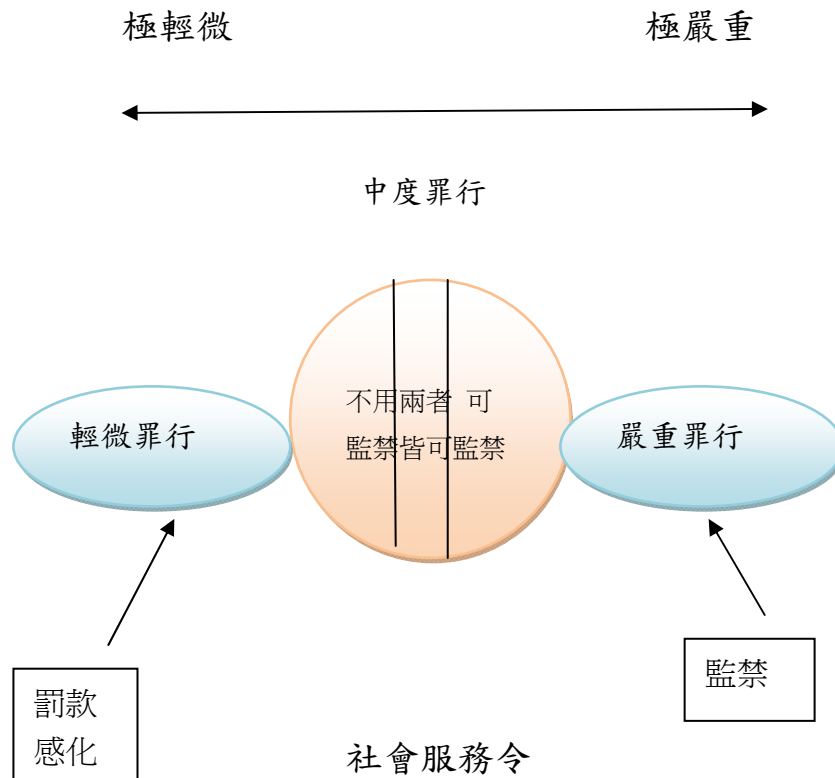 極輕微 極嚴重
中度罪行
不用兩者 可
監禁皆可監禁
輕微罪行
嚴重罪行
監禁
罰款
感化
社會服務令